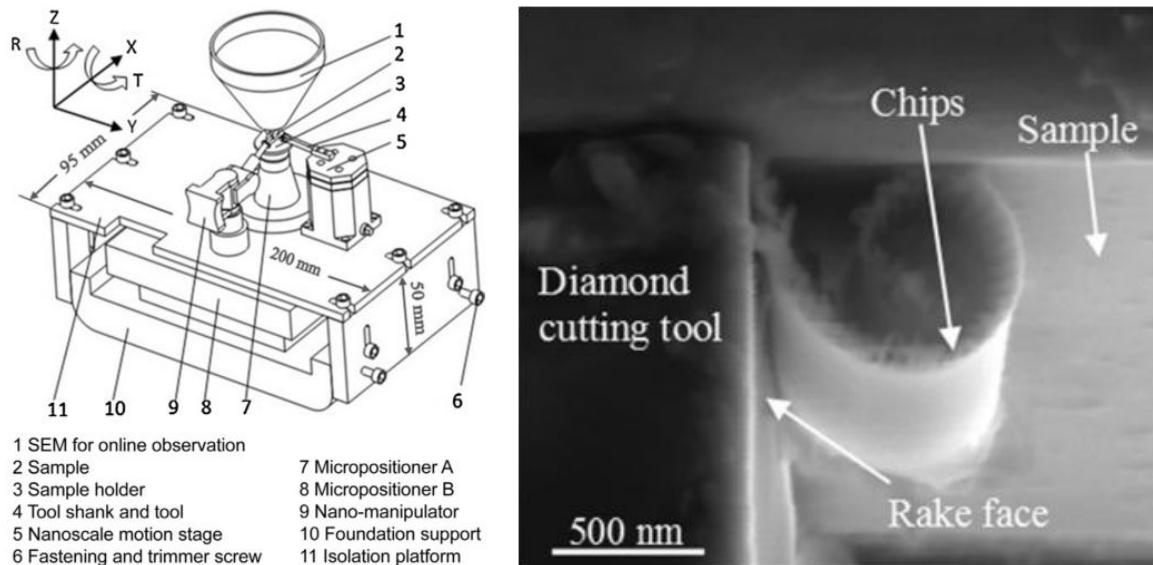 Z
R
X
T
Y
1
2
3
4
5
95 mm
200 mm
50 mm
11
10
9
8
7
6
1 SEM for online observation
2 Sample
3 Sample holder
4 Tool shank and tool
5 Nanoscale motion stage
6 Fastening and trimmer screw
7 Micropositioner A
8 Micropositioner B
9 Nano-manipulator
10 Foundation support
11 Isolation platform
Chips
Sample
Diamond
cutting tool
Rake face
500 nm